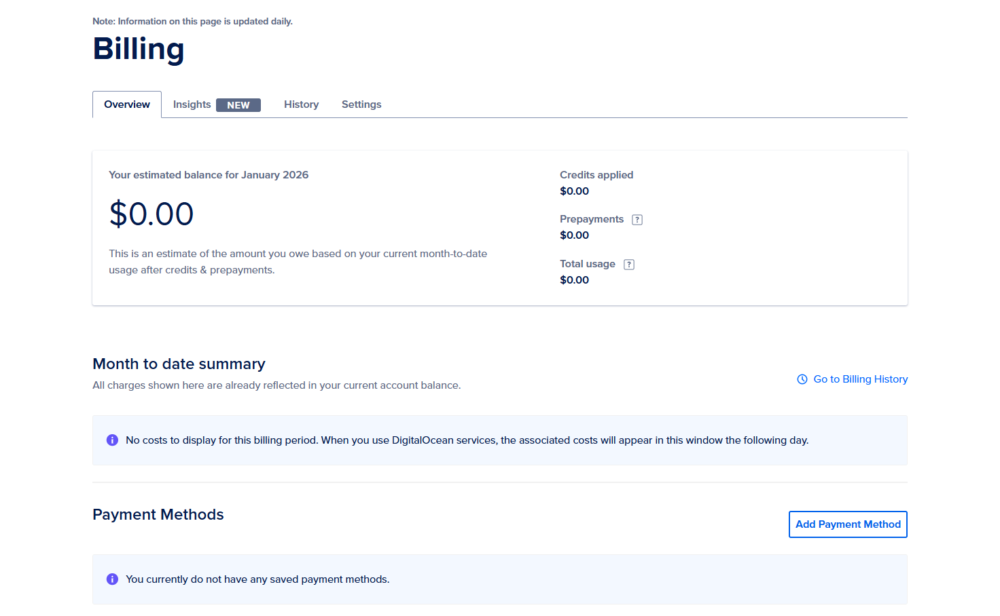 Note: Information on this page is updated daily.
Billing
Overview
Insights NEW
History
Settings
Your estimated balance for January 2026
$0.00
This is an estimate of the amount you owe based on your current month-to-date
usage after credits & prepayments.
Credits applied
$0.00
Prepayments ?
$0.00
Total usage ?
$0.00
Month to date summary
All charges shown here are already reflected in your current account balance.
Go to Billing History
No costs to display for this billing period. When you use DigitalOcean services, the associated costs will appear in this window the following day.
Payment Methods
Add Payment Method
You currently do not have any saved payment methods.